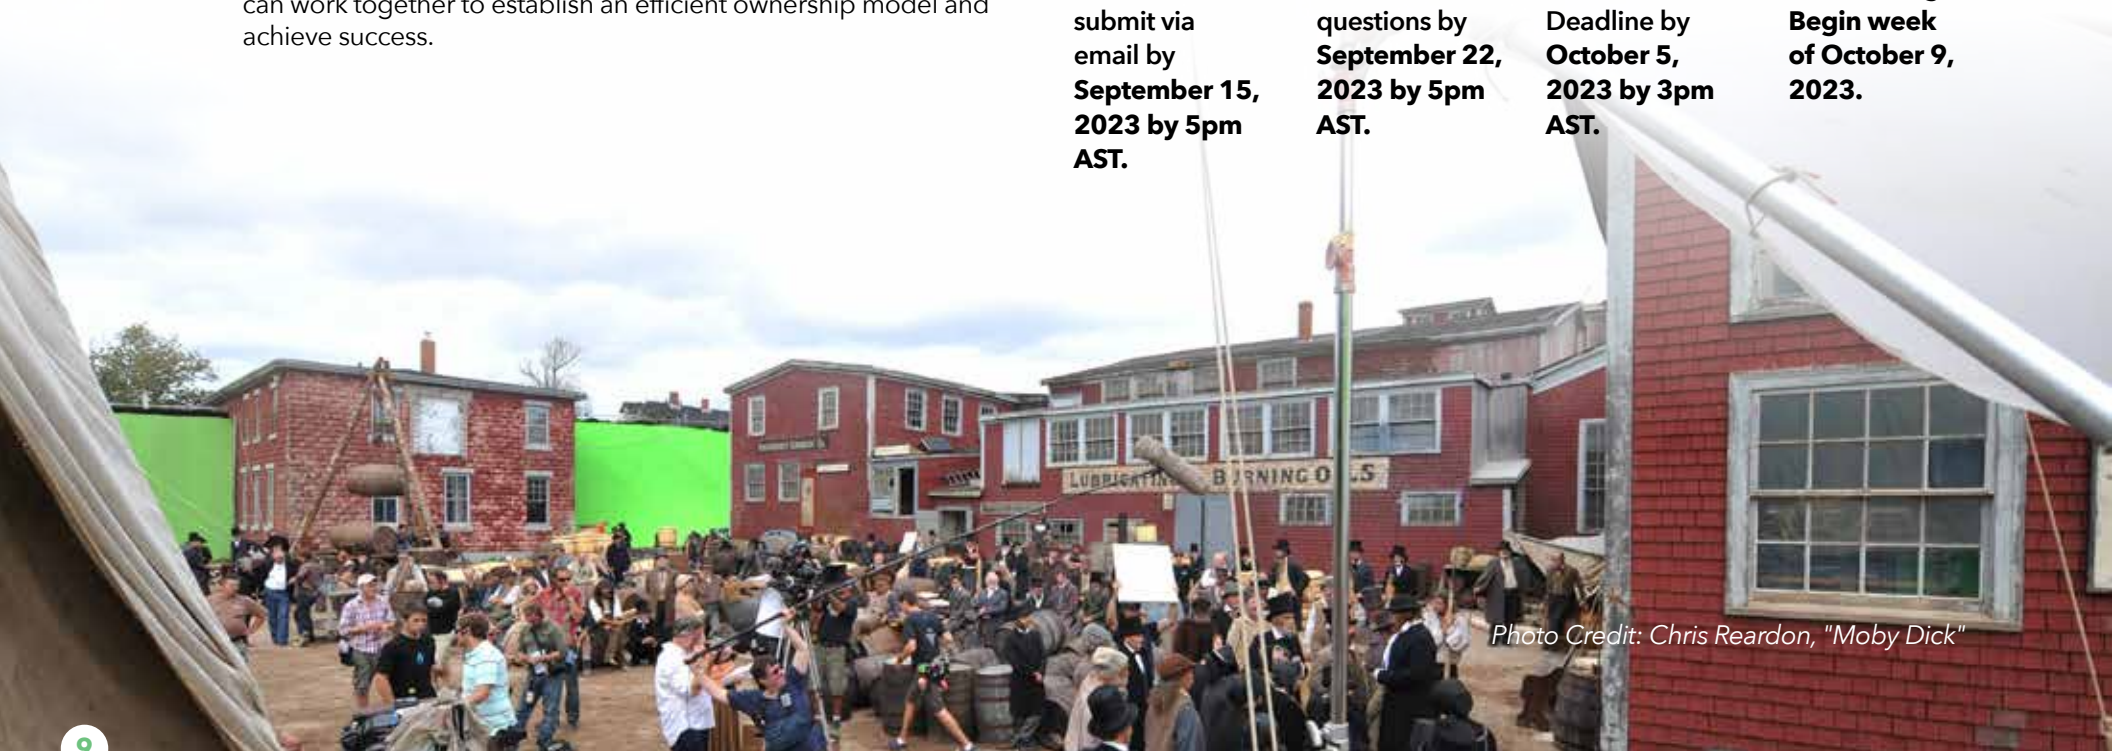 can work together to establish an efficient ownership model and
achieve success.
submit via
email by
September 15,
2023 by 5pm
AST.
questions by
September 22,
2023 by 5pm
AST.
Deadline by
October 5,
2023 by 3pm
AST.
Begin week
of October 9,
2023.
LUBRICATING BURNING OILS
Photo Credit: Chris Reardon, "Moby Dick"